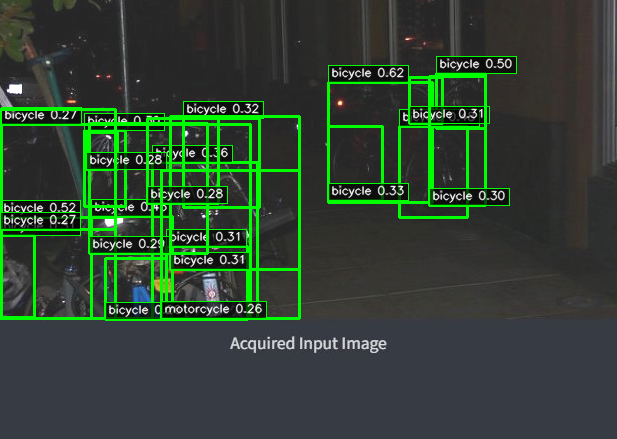 bicycle 0.50
bicycle 0.62
bicycle 0.32
bicycle 0.27
bicycle 0.31
bicycle 0.36
bicycle 0.28
bicycle 0.33
bicycle 0.28
bicycle 0.30
bicycle 0.52
bicycle 0.27
bicycle 0.31
bicycle 0.29
bicycle 0.31
bicycle
motorcycle 0.26
Acquired Input Image